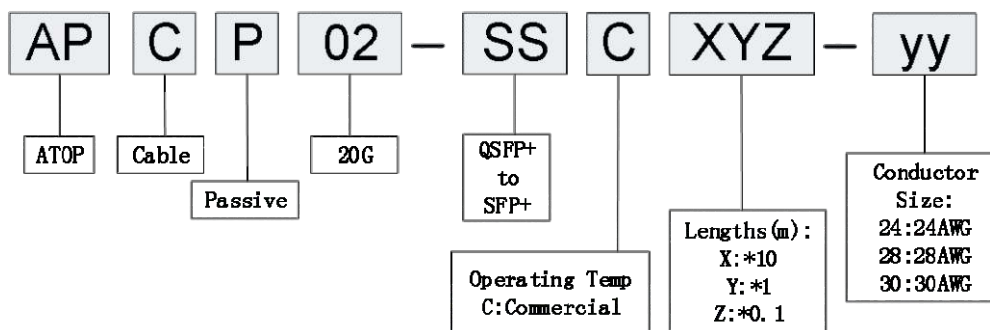 AP C P 02 - SS C XYZ - yy
ATOP
Cable
Passive
20G
QSFP+
to
SFP+
Operating Temp
C:Commercial
Lengths(m):
X:*10
Y:*1
Z:*0.1
Conductor
Size:
24:24AWG
28:28AWG
30:30AWG